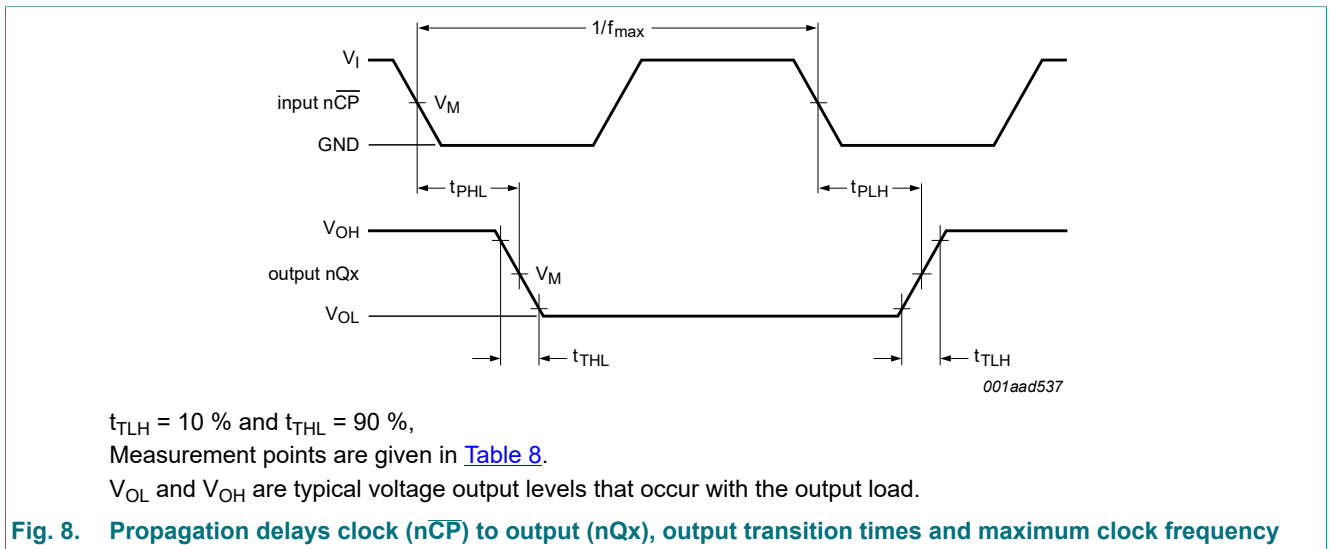 1/fmax
VI
input nC̅P̅
VM
GND
tPHL
tPLH
VOH
output nQx
VM
VOL
tTHL
tTLH
001aad537
tTLH = 10 % and tTHL = 90 %,
Measurement points are given in Table 8.
VOL and VOH are typical voltage output levels that occur with the output load.
Fig. 8. Propagation delays clock (nC̅P̅) to output (nQx), output transition times and maximum clock frequency